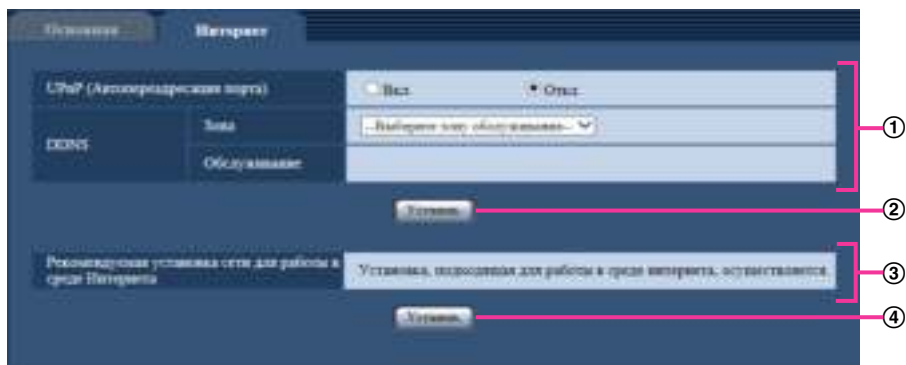 Основная
Интернет
UPnP (Автопереадресация порта)
Вкл
Откл
DDNS
Зона
--Выберите зону обслуживания--
Обслуживание
Установ.
Рекомендуемая установка сети для работы в
среде Интернета
Установка, подходящая для работы в среде интернета, осуществляется.
Установ.
①
②
③
④